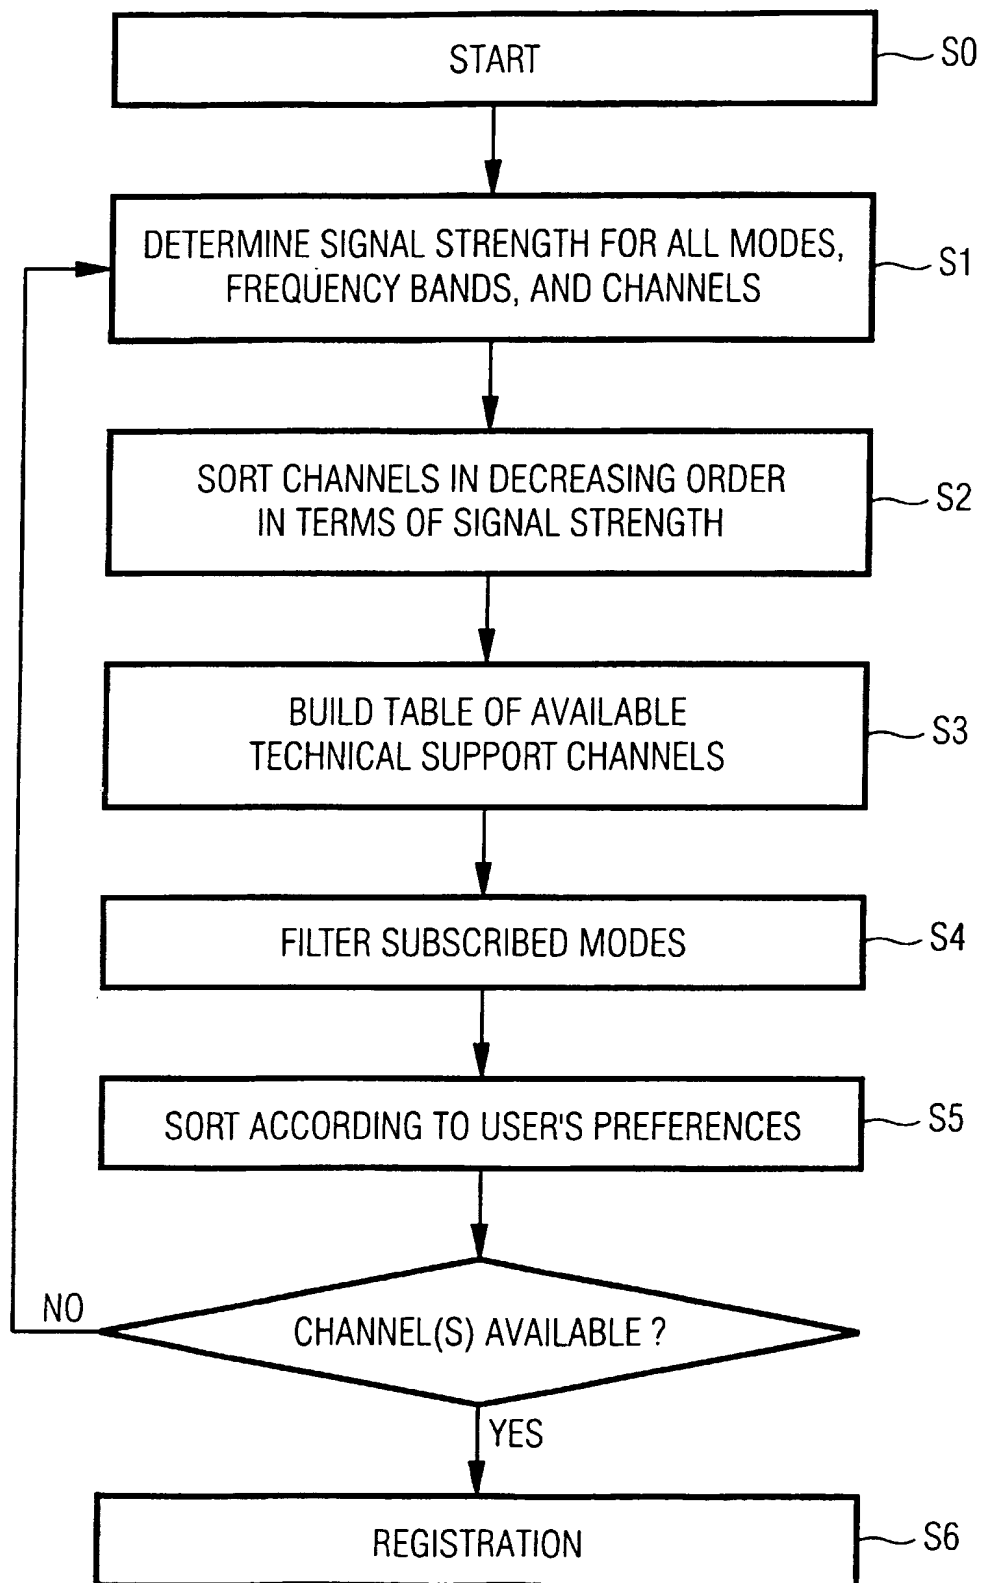 START
S0
DETERMINE SIGNAL STRENGTH FOR ALL MODES,
FREQUENCY BANDS, AND CHANNELS
S1
SORT CHANNELS IN DECREASING ORDER
IN TERMS OF SIGNAL STRENGTH
S2
BUILD TABLE OF AVAILABLE
TECHNICAL SUPPORT CHANNELS
S3
FILTER SUBSCRIBED MODES
S4
SORT ACCORDING TO USER'S PREFERENCES
S5
NO
CHANNEL(S) AVAILABLE ?
YES
REGISTRATION
S6